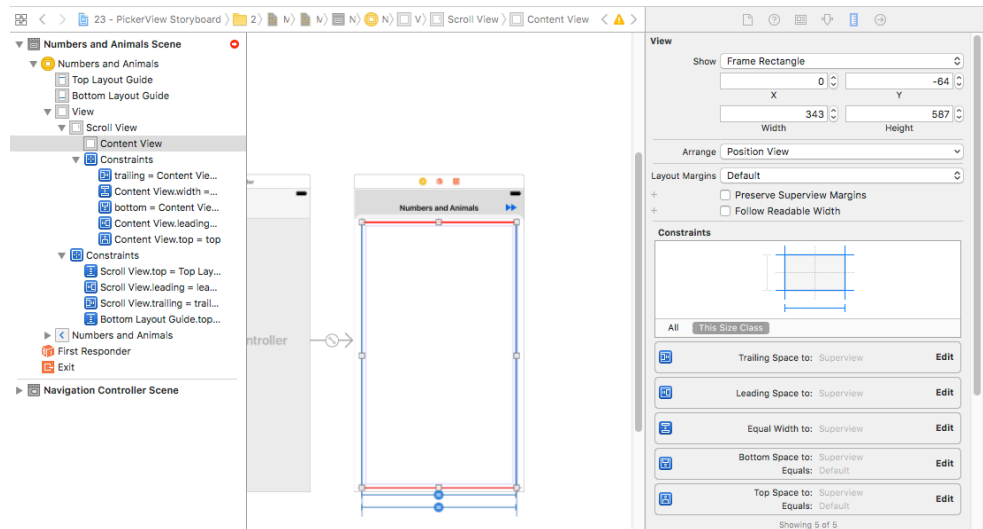 23 - PickerView Storyboard
2
M
M
N
N
V
Scroll View
Content View
Numbers and Animals Scene
Numbers and Animals
Top Layout Guide
Bottom Layout Guide
View
Scroll View
Content View
Constraints
trailing = Content Vie...
Content View.width =...
bottom = Content Vie...
Content View.leading...
Content View.top = top
Constraints
Scroll View.top = Top Lay...
Scroll View.leading = lea...
Scroll View.trailing = trail...
Bottom Layout Guide.top...
Numbers and Animals
First Responder
Exit
Navigation Controller Scene
ntroller
Numbers and Animals
View
Show Frame Rectangle
0 -64
X Y
343 587
Width Height
Arrange Position View
Layout Margins Default
Preserve Superview Margins
Follow Readable Width
Constraints
All This Size Class
Trailing Space to: Superview Edit
Leading Space to: Superview Edit
Equal Width to: Superview Edit
Bottom Space to: Superview
Equals: Default Edit
Top Space to: Superview
Equals: Default Edit
Showing 5 of 5